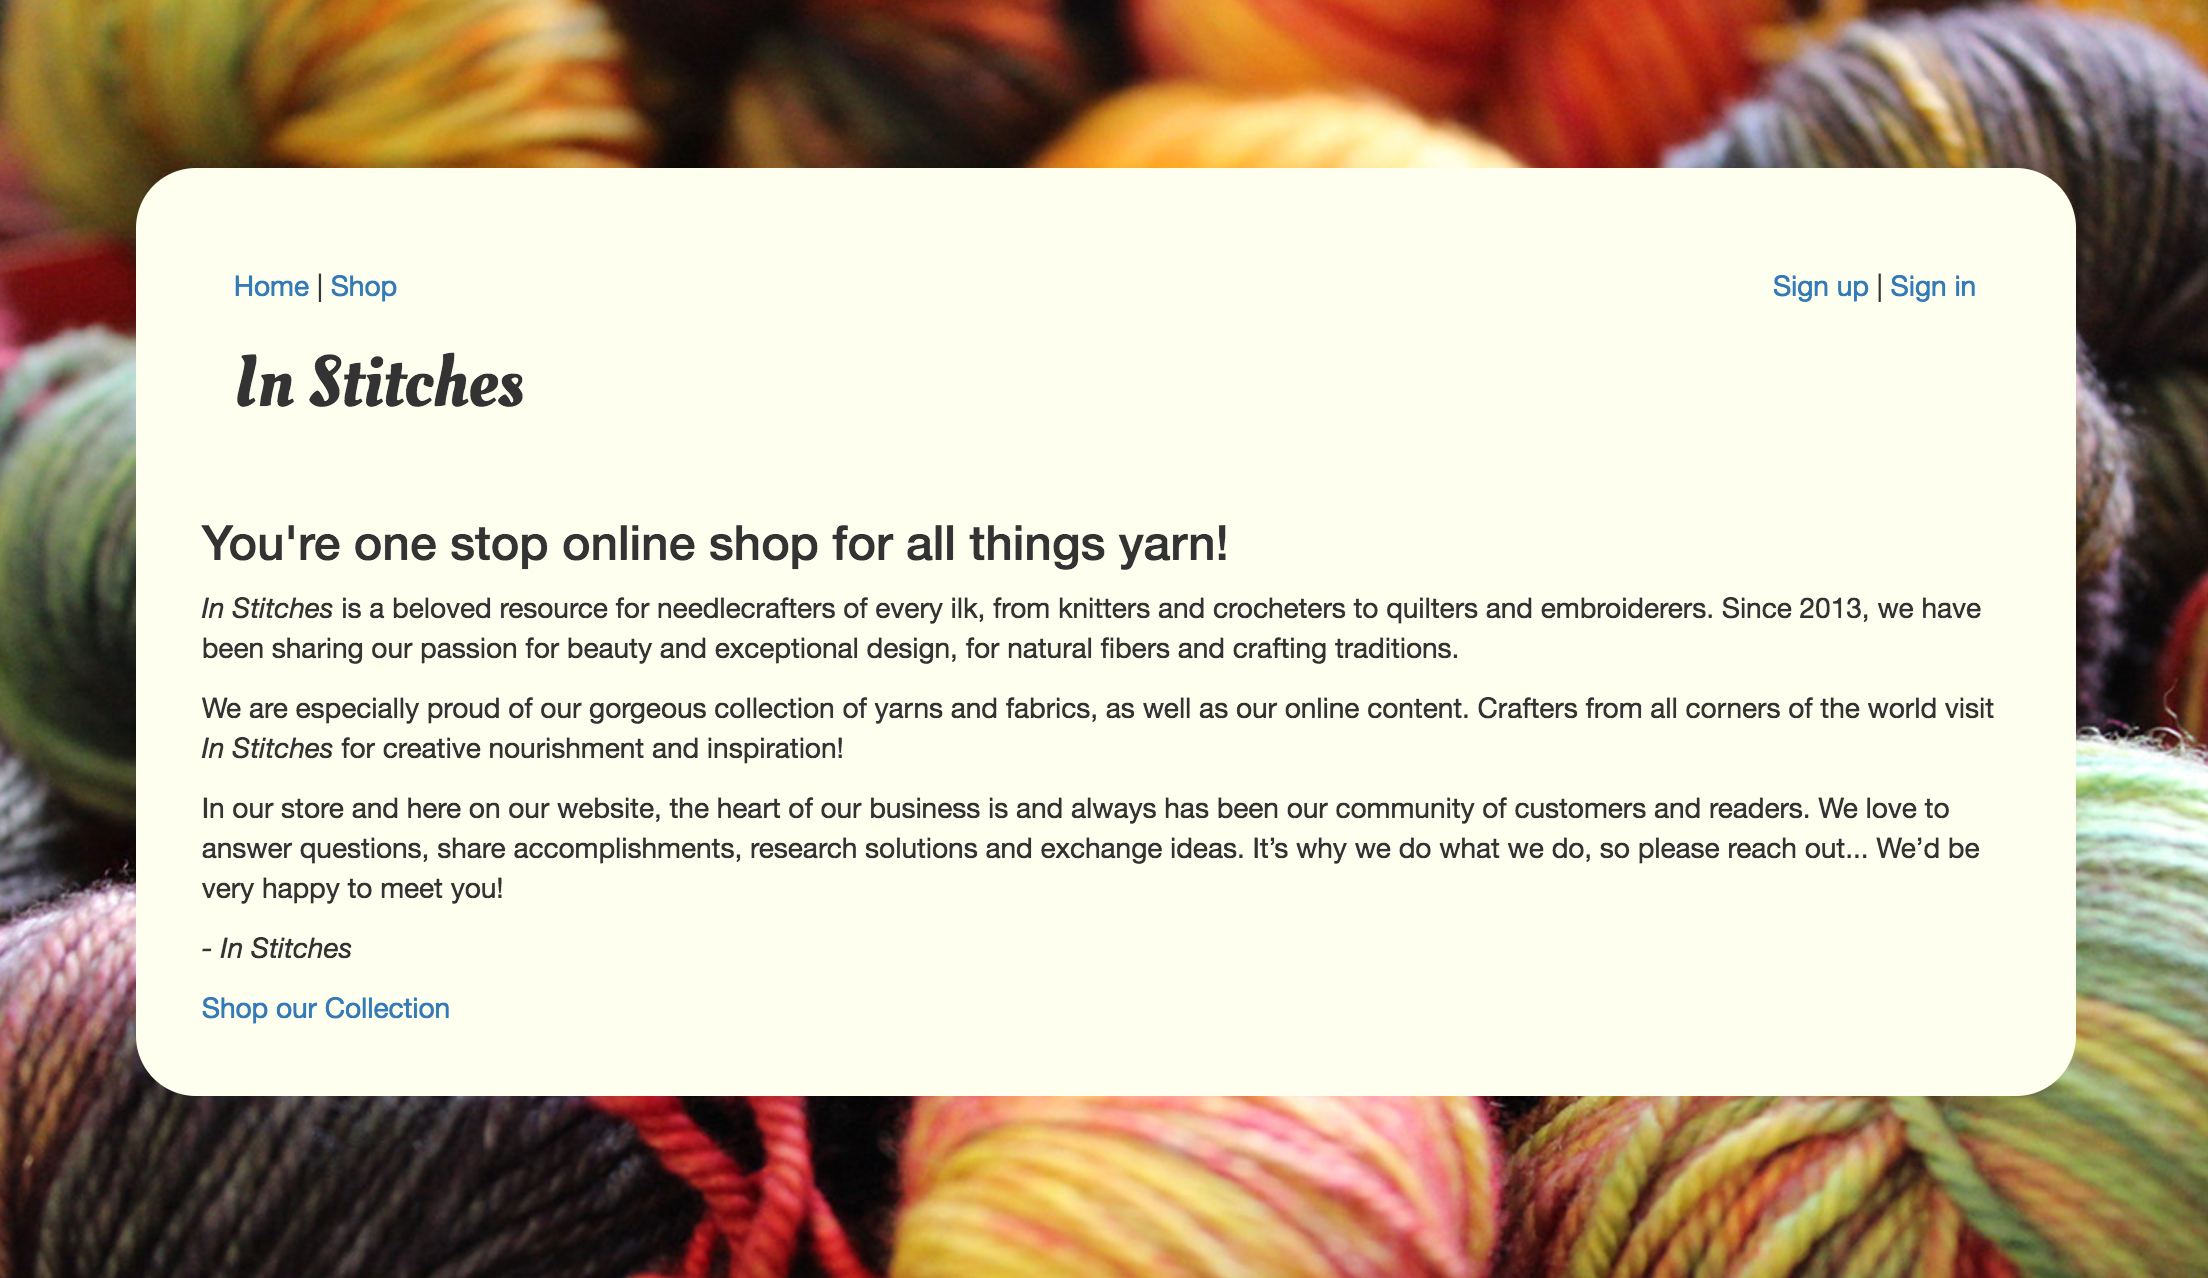 Home | Shop
Sign up | Sign in
In Stitches
You're one stop online shop for all things yarn!
In Stitches is a beloved resource for needlecrafters of every ilk, from knitters and crocheters to quilters and embroiderers. Since 2013, we have
been sharing our passion for beauty and exceptional design, for natural fibers and crafting traditions.
We are especially proud of our gorgeous collection of yarns and fabrics, as well as our online content. Crafters from all corners of the world visit
In Stitches for creative nourishment and inspiration!
In our store and here on our website, the heart of our business is and always has been our community of customers and readers. We love to
answer questions, share accomplishments, research solutions and exchange ideas. It’s why we do what we do, so please reach out... We’d be
very happy to meet you!
- In Stitches
Shop our Collection